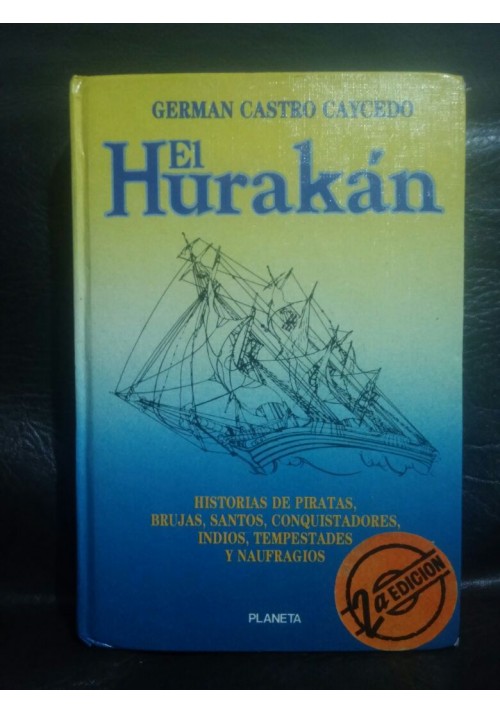 GERMAN CASTRO CAYCEDO
El
Hurakán
HISTORIAS DE PIRATAS,
BRUJAS, SANTOS, CONQUISTADORES,
INDIOS, TEMPESTADES
Y NAUFRAGIOS
2a EDICION
PLANETA